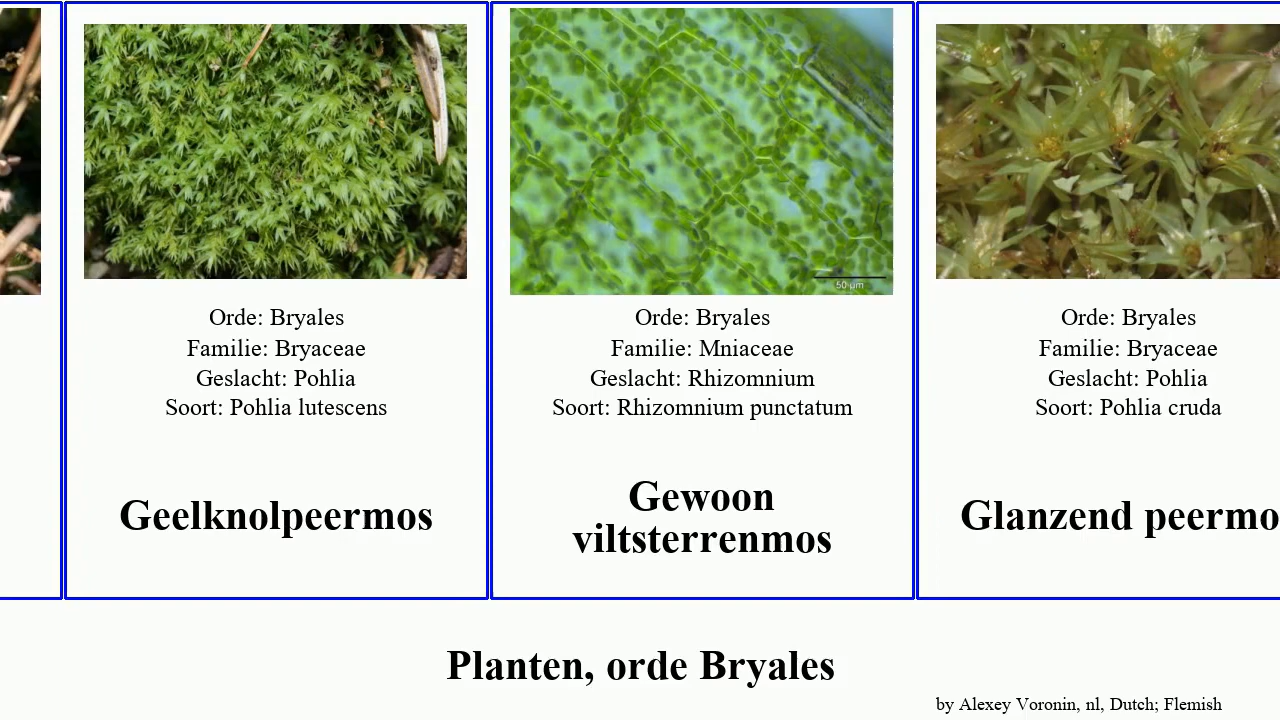 Orde: Bryales
Familie: Bryaceae
Geslacht: Pohlia
Soort: Pohlia lutescens
Geelknolpeermos
50 µm
Orde: Bryales
Familie: Mniaceae
Geslacht: Rhizomnium
Soort: Rhizomnium punctatum
Gewoon
viltsterrenmos
Orde: Bryales
Familie: Bryaceae
Geslacht: Pohlia
Soort: Pohlia cruda
Glanzend peermo
Planten, orde Bryales
by Alexey Voronin, nl, Dutch; Flemish